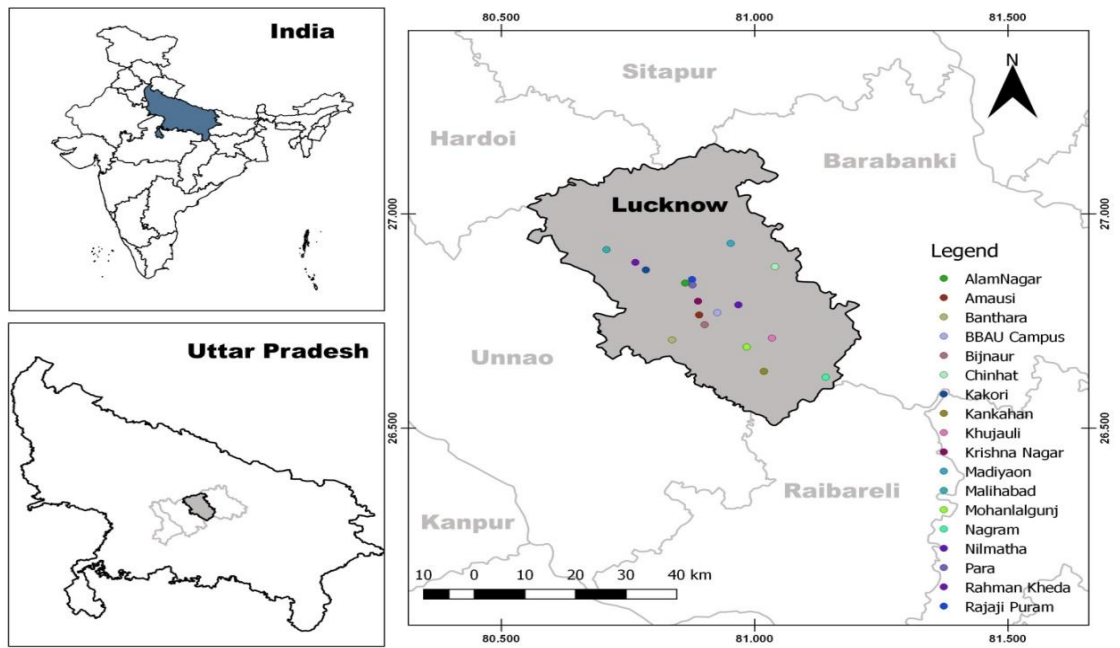 India
Uttar Pradesh
80.500
81.000
81.500
N
Sitapur
Hardoi
Barabanki
Lucknow
27.000
27.000
Unnao
26.500
26.500
Raibareli
Kanpur
Legend
AlamNagar
Amausi
Banthara
BBAU Campus
Bijnaur
Chinhat
Kakori
Kankahan
Khujauli
Krishna Nagar
Madiyaon
Malihabad
Mohanlalgunj
Nagram
Nilmatha
Para
Rahman Kheda
Rajaji Puram
10 0 10 20 30 40 km
80.500
81.000
81.500